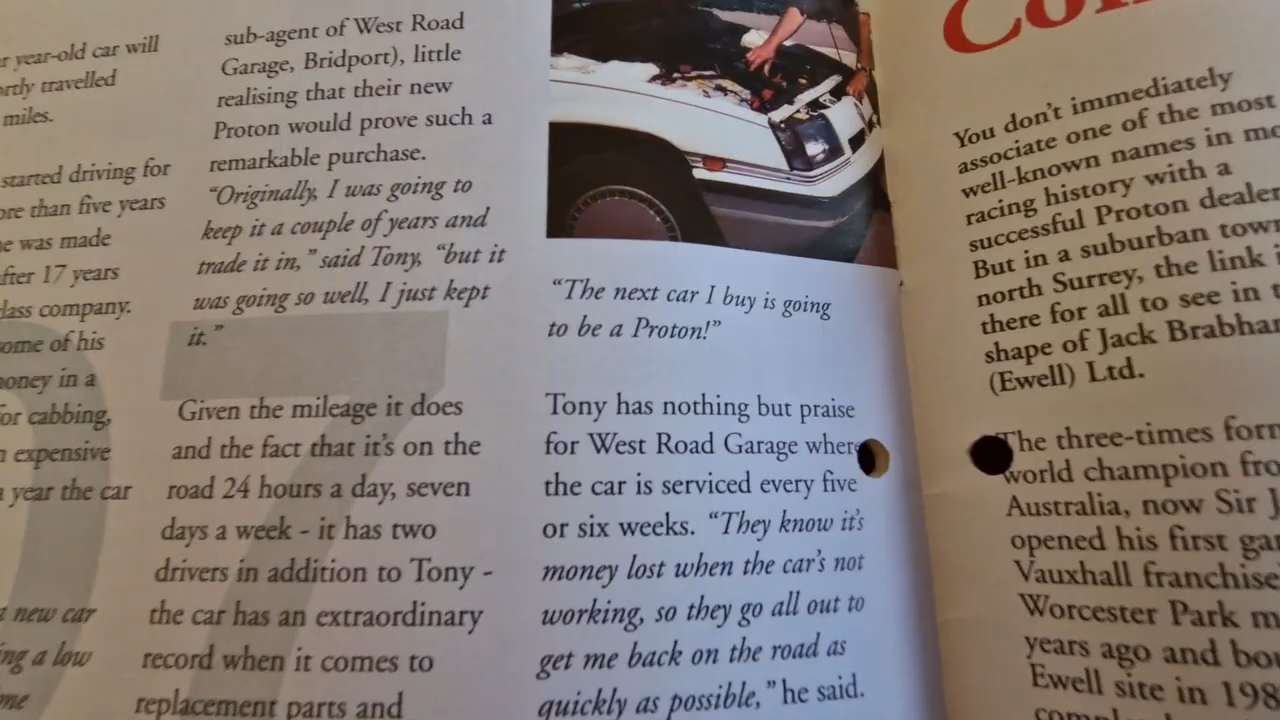 year-old car will
travelled
miles.
started driving for
than five years
was made
17 years
company.
of his
in a
cabbing,
expensive
year the car
new car
a low
sub-agent of West Road
Garage, Bridport), little
realising that their new
Proton would prove such a
remarkable purchase.
“Originally, I was going to
keep it a couple of years and
trade it in,” said Tony, “but it
was going so well, I just kept
it.”
Given the mileage it does
and the fact that it’s on the
road 24 hours a day, seven
days a week - it has two
drivers in addition to Tony -
the car has an extraordinary
record when it comes to
replacement parts and
“The next car I buy is going
to be a Proton!”
Tony has nothing but praise
for West Road Garage where
the car is serviced every five
or six weeks. “They know it’s
money lost when the car’s not
working, so they go all out to
get me back on the road as
quickly as possible,” he said.
You don’t immediately
associate one of the most
well-known names in
racing history with a
successful Proton
But in a suburban
north Surrey, the link
there for all to see in
shape of Jack
(Ewell) Ltd.
The three-times
world champion
Australia, now Sir
opened his first
Vauxhall
Worcester Park
years ago and
Ewell site in